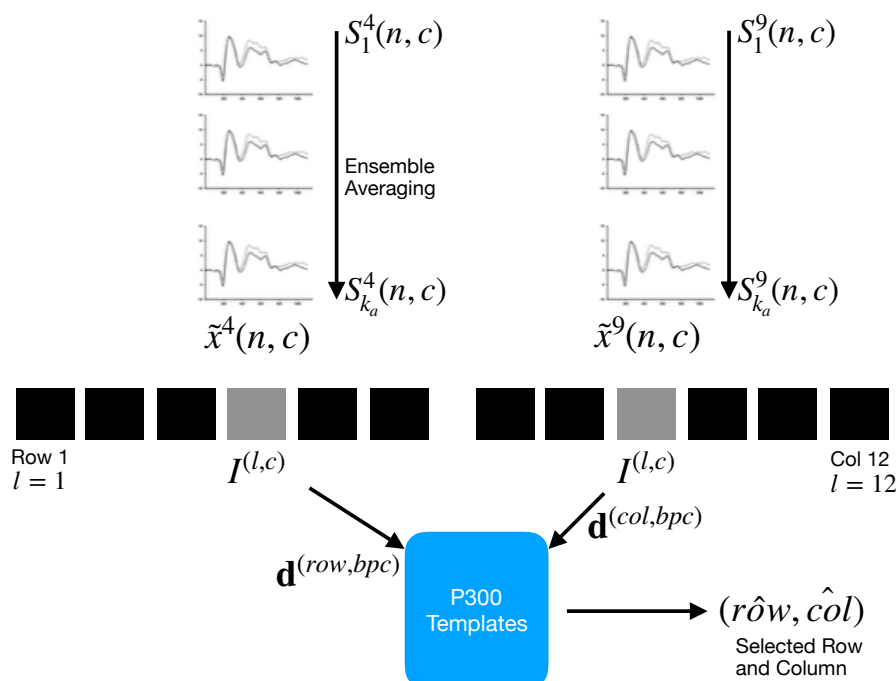 S_1^4(n, c)
S_1^9(n, c)
Ensemble
Averaging
S_{k_a}^4(n, c)
S_{k_a}^9(n, c)
x̃^4(n, c)
x̃^9(n, c)
Row 1
l = 1
I^{(l,c)}
I^{(l,c)}
Col 12
l = 12
d^{(row,bpc)}
d^{(col,bpc)}
P300
Templates
(rôw, côl)
Selected Row
and Column